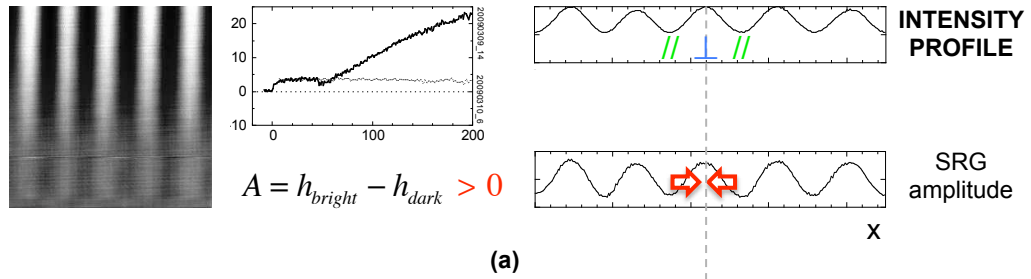 20
10
0
10
0
100
200
20090309_14
20090310_6
A = h_bright − h_dark > 0
// ⊥ //
INTENSITY
PROFILE
SRG
amplitude
x
(a)